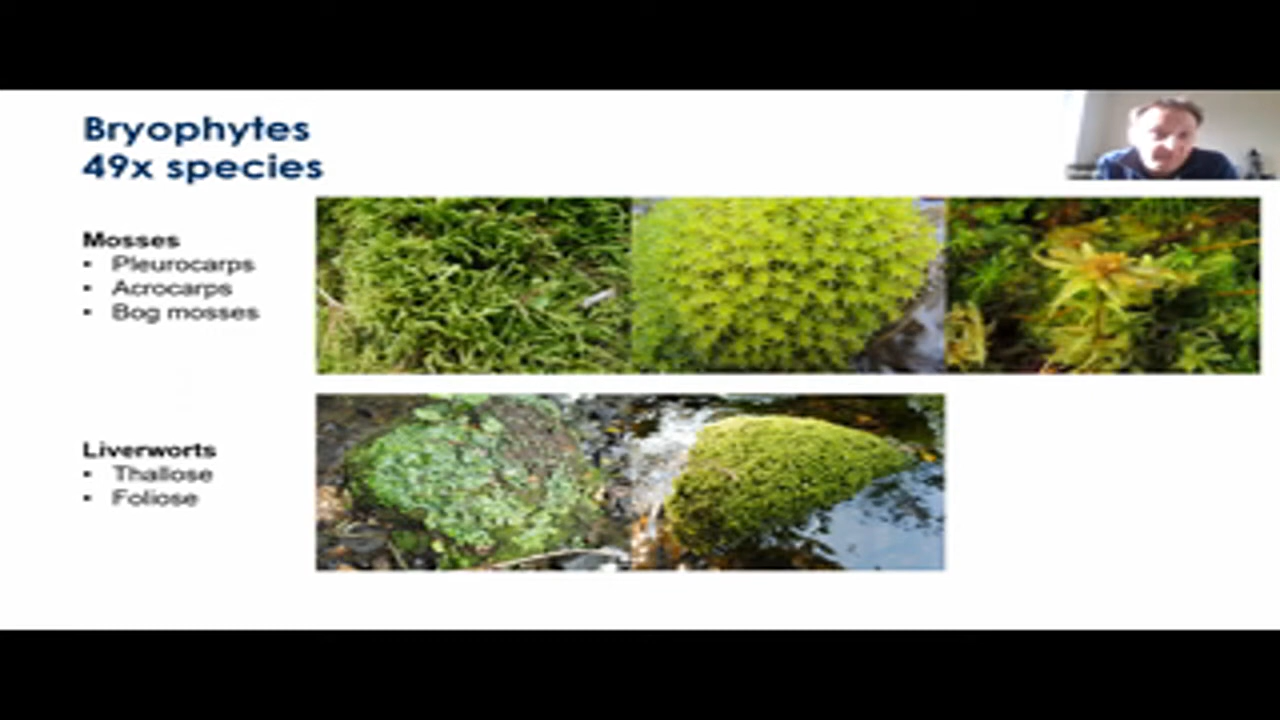 Bryophytes
49x species
Mosses
▪ Pleurocarps
▪ Acrocarps
▪ Bog mosses
Liverworts
▪ Thallose
▪ Foliose